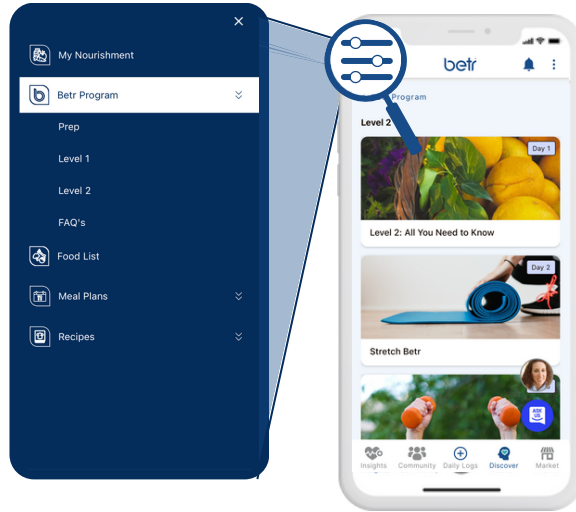 My Nourishment
Betr Program
Prep
Level 1
Level 2
FAQ's
Food List
Meal Plans
Recipes
betr
Program
Level 2
Day 1
Level 2: All You Need to Know
Day 2
Stretch Betr
ASK
US
Insights
Community
Daily Logs
Discover
Market